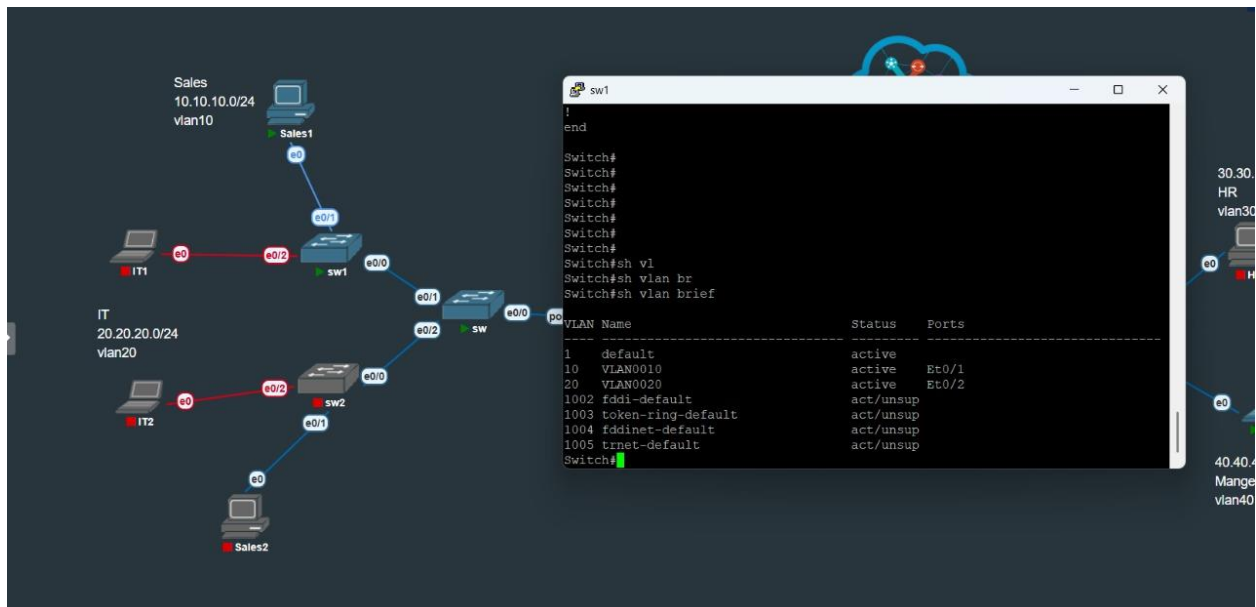 Sales
10.10.10.0/24
vlan10
Sales1
e0
e0/1
IT1
e0
e0/2
sw1
e0/0
e0/1
e0/0
sw
e0/2
IT
20.20.20.0/24
vlan20
IT2
e0
e0/2
sw2
e0/0
e0/1
e0
Sales2
sw1
!
end
Switch#
Switch#
Switch#
Switch#
Switch#
Switch#
Switch#
Switch#sh vl
Switch#sh vlan br
Switch#sh vlan brief
VLAN Name Status Ports
---- -------------------------------- --------- -------------------------------
1 default active
10 VLAN0010 active Et0/1
20 VLAN0020 active Et0/2
1002 fddi-default act/unsup
1003 token-ring-default act/unsup
1004 fddinet-default act/unsup
1005 trnet-default act/unsup
Switch#
po
30.30.
HR
vlan30
e0
H
e0
40.40.4
Mange
vlan40